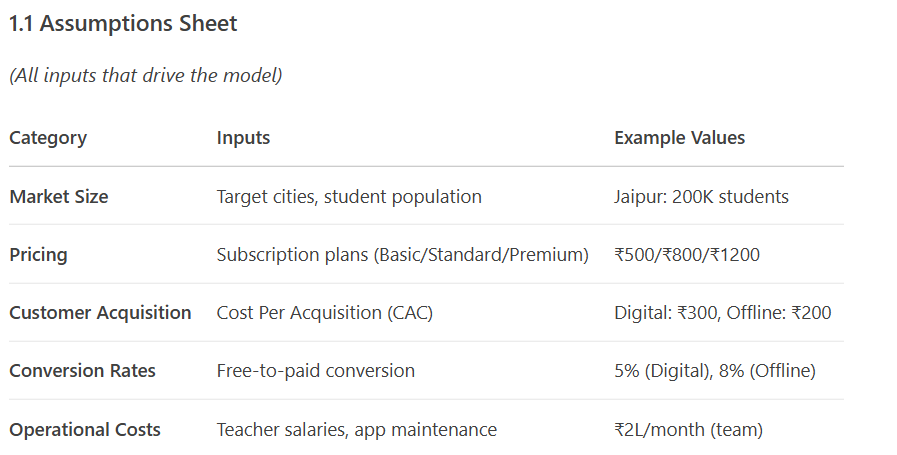 1.1 Assumptions Sheet
(All inputs that drive the model)
Category Inputs Example Values
Market Size Target cities, student population Jaipur: 200K students
Pricing Subscription plans (Basic/Standard/Premium) ₹500/₹800/₹1200
Customer Acquisition Cost Per Acquisition (CAC) Digital: ₹300, Offline: ₹200
Conversion Rates Free-to-paid conversion 5% (Digital), 8% (Offline)
Operational Costs Teacher salaries, app maintenance ₹2L/month (team)